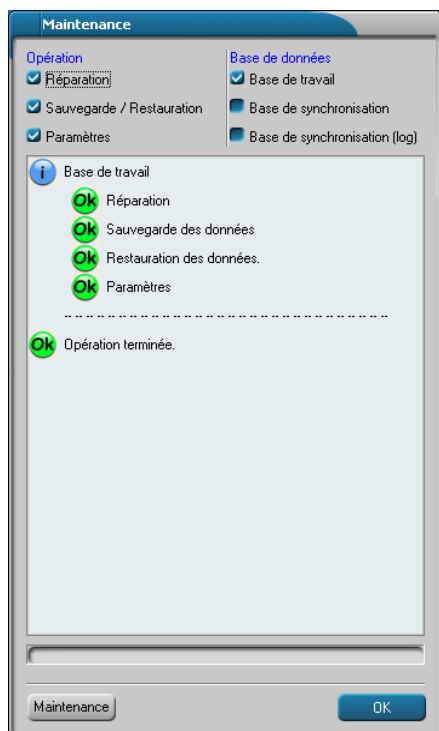 Maintenance
Opération Base de données
Réparation Base de travail
Sauvegarde / Restauration Base de synchronisation
Paramètres Base de synchronisation (log)
i Base de travail
Ok Réparation
Ok Sauvegarde des données
Ok Restauration des données.
Ok Paramètres
Ok Opération terminée.
Maintenance OK